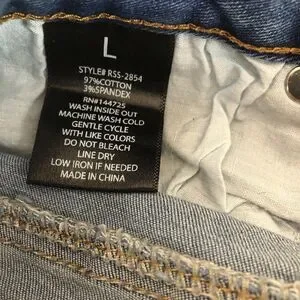 L
STYLE# RSS-2854
97%COTTON
3%SPANDEX
RN#144725
WASH INSIDE OUT
MACHINE WASH COLD
GENTLE CYCLE
WITH LIKE COLORS
DO NOT BLEACH
LINE DRY
LOW IRON IF NEEDED
MADE IN CHINA